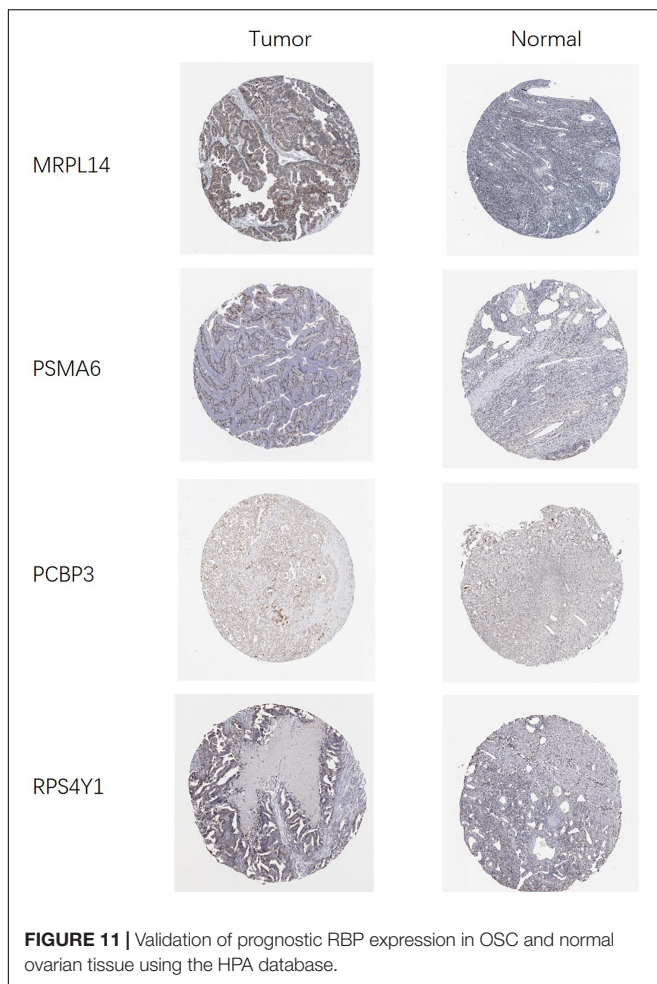 Tumor Normal
MRPL14
PSMA6
PCBP3
RPS4Y1
FIGURE 11 | Validation of prognostic RBP expression in OSC and normal
ovarian tissue using the HPA database.